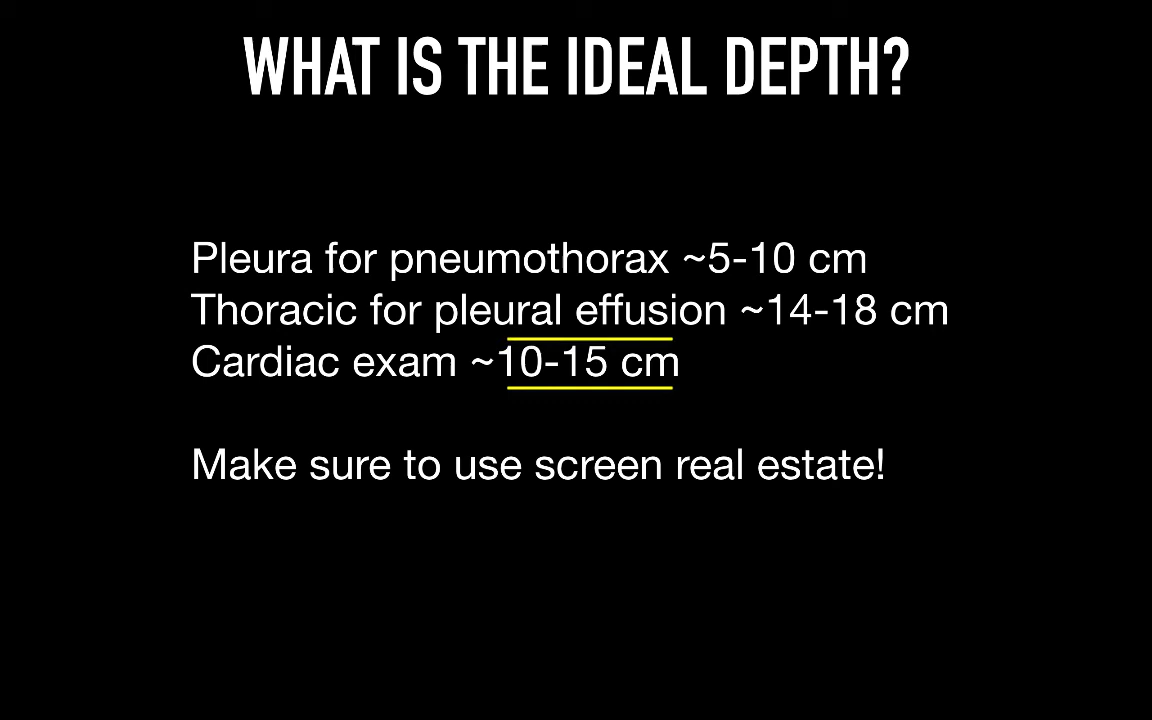 WHAT IS THE IDEAL DEPTH?
Pleura for pneumothorax ~5-10 cm
Thoracic for pleural effusion ~14-18 cm
Cardiac exam ~10-15 cm
Make sure to use screen real estate!